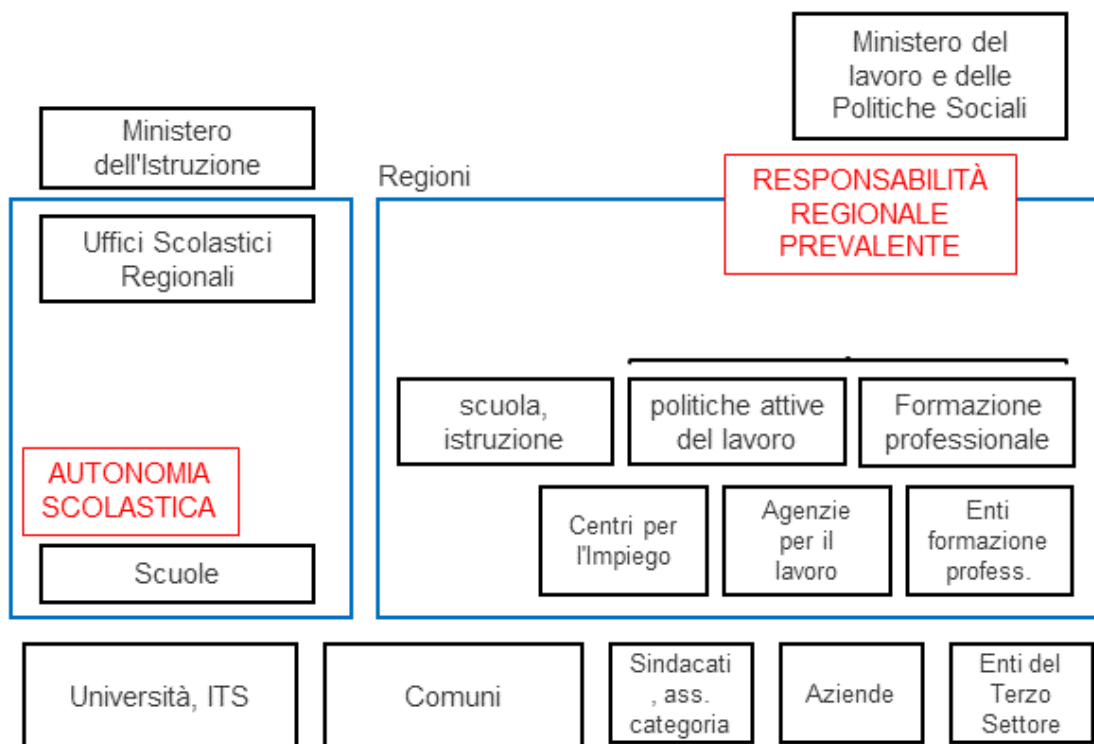 Ministero del
lavoro e delle
Politiche Sociali
Ministero
dell'Istruzione
Regioni
RESPONSABILITÀ
REGIONALE
PREVALENTE
Uffici Scolastici
Regionali
scuola,
istruzione
politiche attive
del lavoro
Formazione
professionale
AUTONOMIA
SCOLASTICA
Scuole
Centri per
l'Impiego
Agenzie
per il
lavoro
Enti
formazione
profess.
Università, ITS
Comuni
Sindacati
, ass.
categoria
Aziende
Enti del
Terzo
Settore